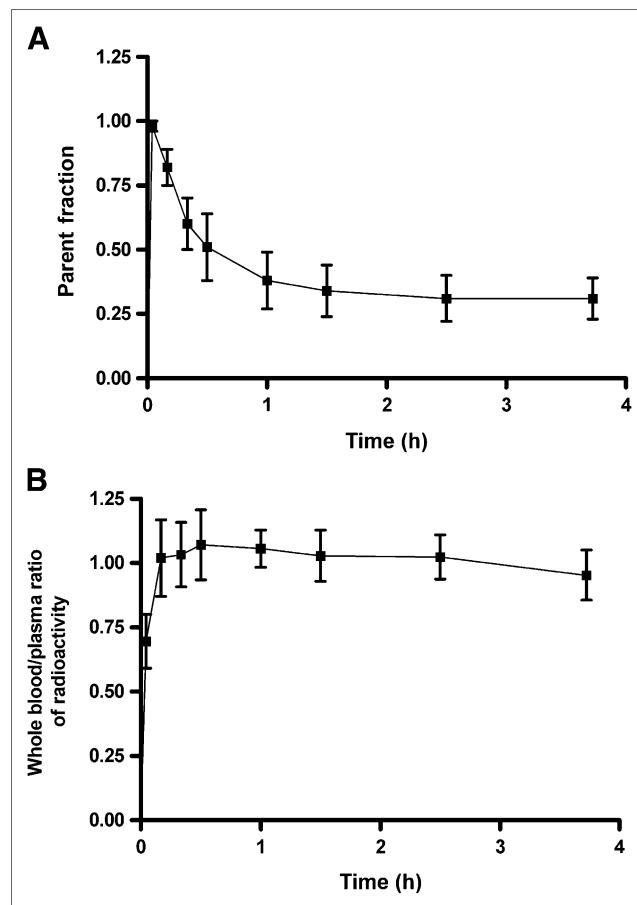 A
1.25
1.00
0.75
0.50
0.25
0.00
Parent fraction
0 1 2 3 4
Time (h)
B
1.25
1.00
0.75
0.50
0.25
0.00
Whole blood/plasma ratio
of radioactivity
0 1 2 3 4
Time (h)